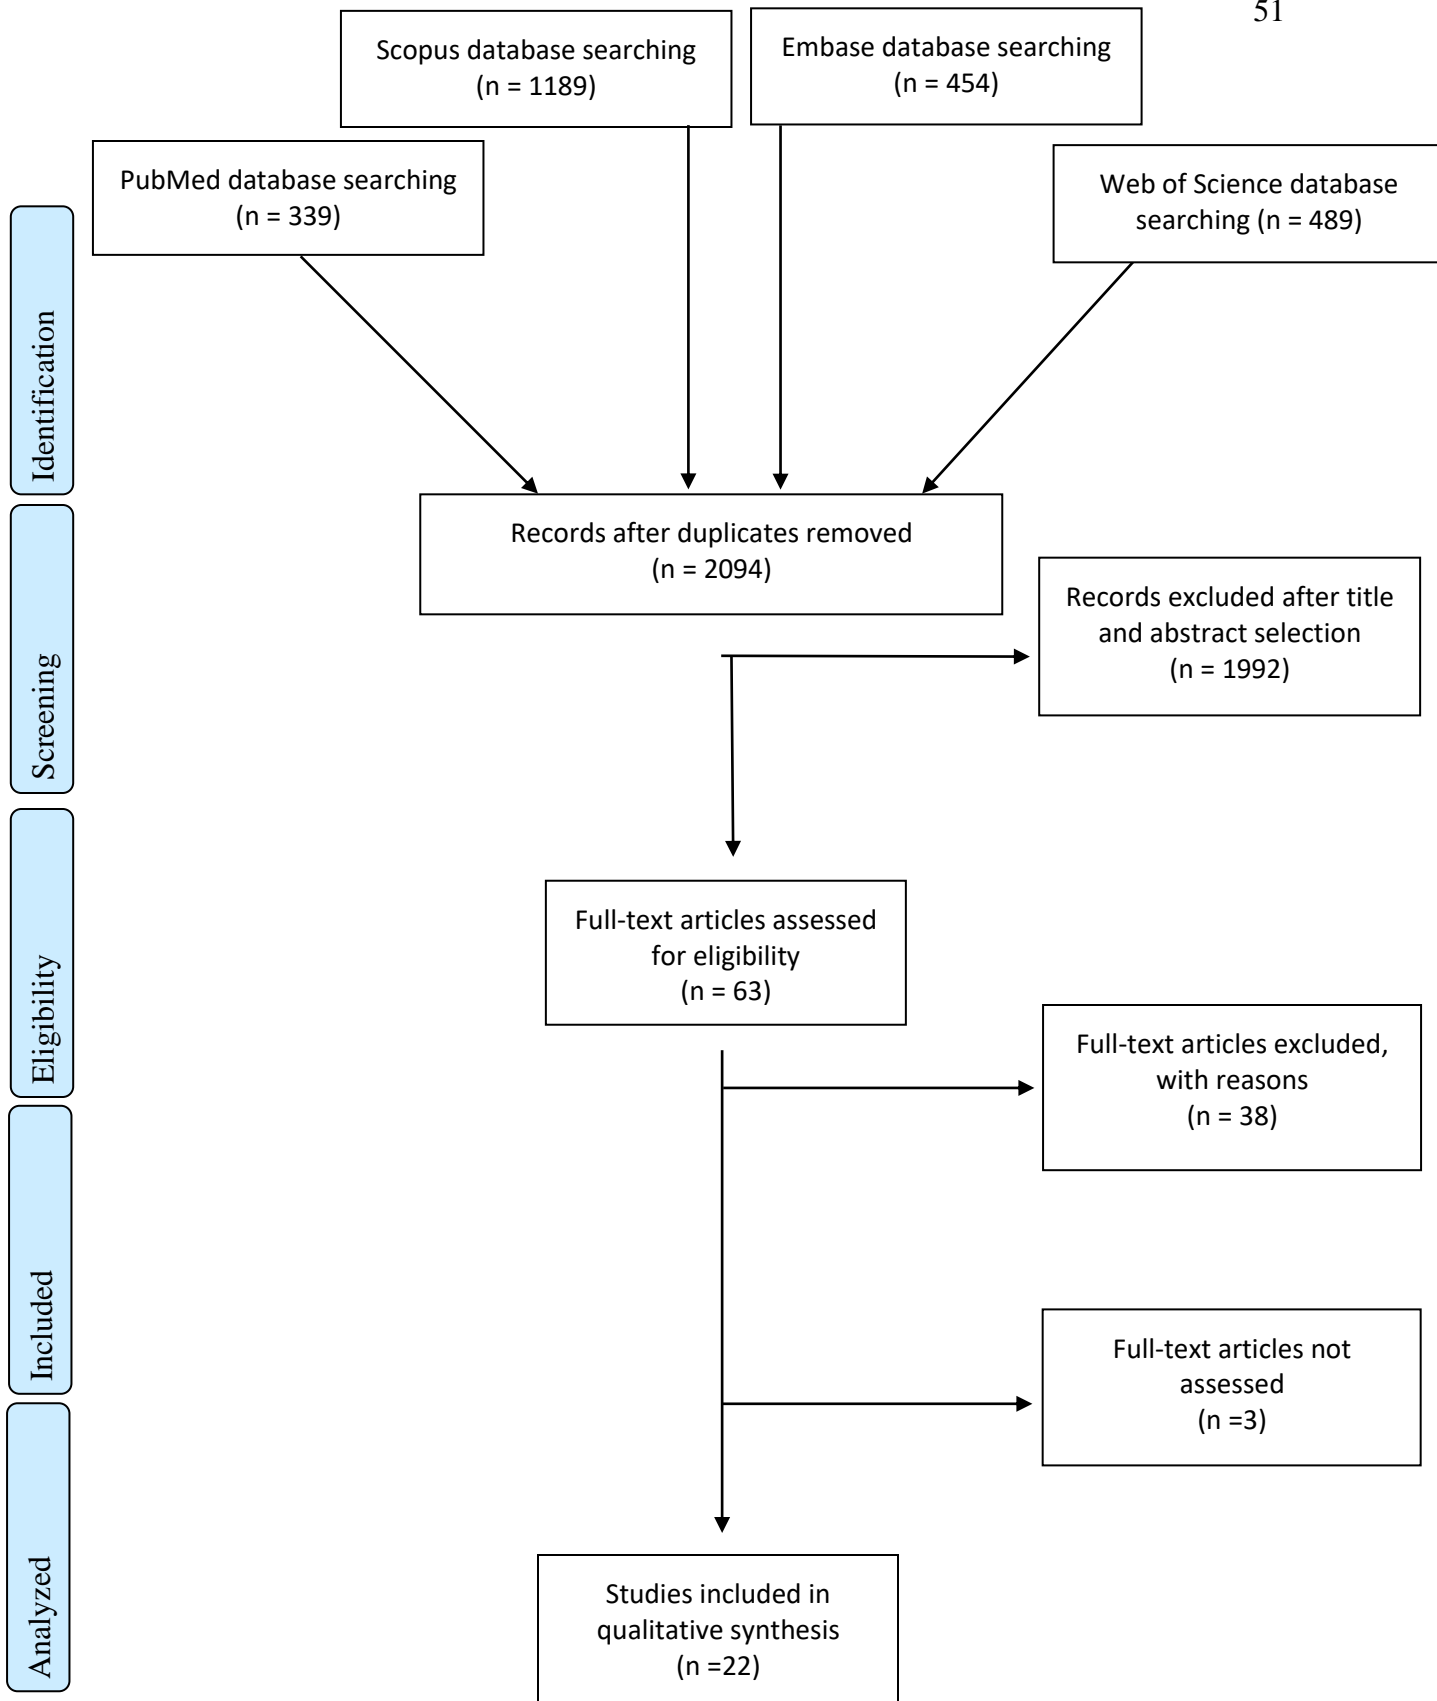 51
Scopus database searching
(n = 1189)
Embase database searching
(n = 454)
PubMed database searching
(n = 339)
Web of Science database
searching (n = 489)
Identification
Records after duplicates removed
(n = 2094)
Screening
Records excluded after title
and abstract selection
(n = 1992)
Eligibility
Full-text articles assessed
for eligibility
(n = 63)
Full-text articles excluded,
with reasons
(n = 38)
Included
Full-text articles not
assessed
(n =3)
Analyzed
Studies included in
qualitative synthesis
(n =22)